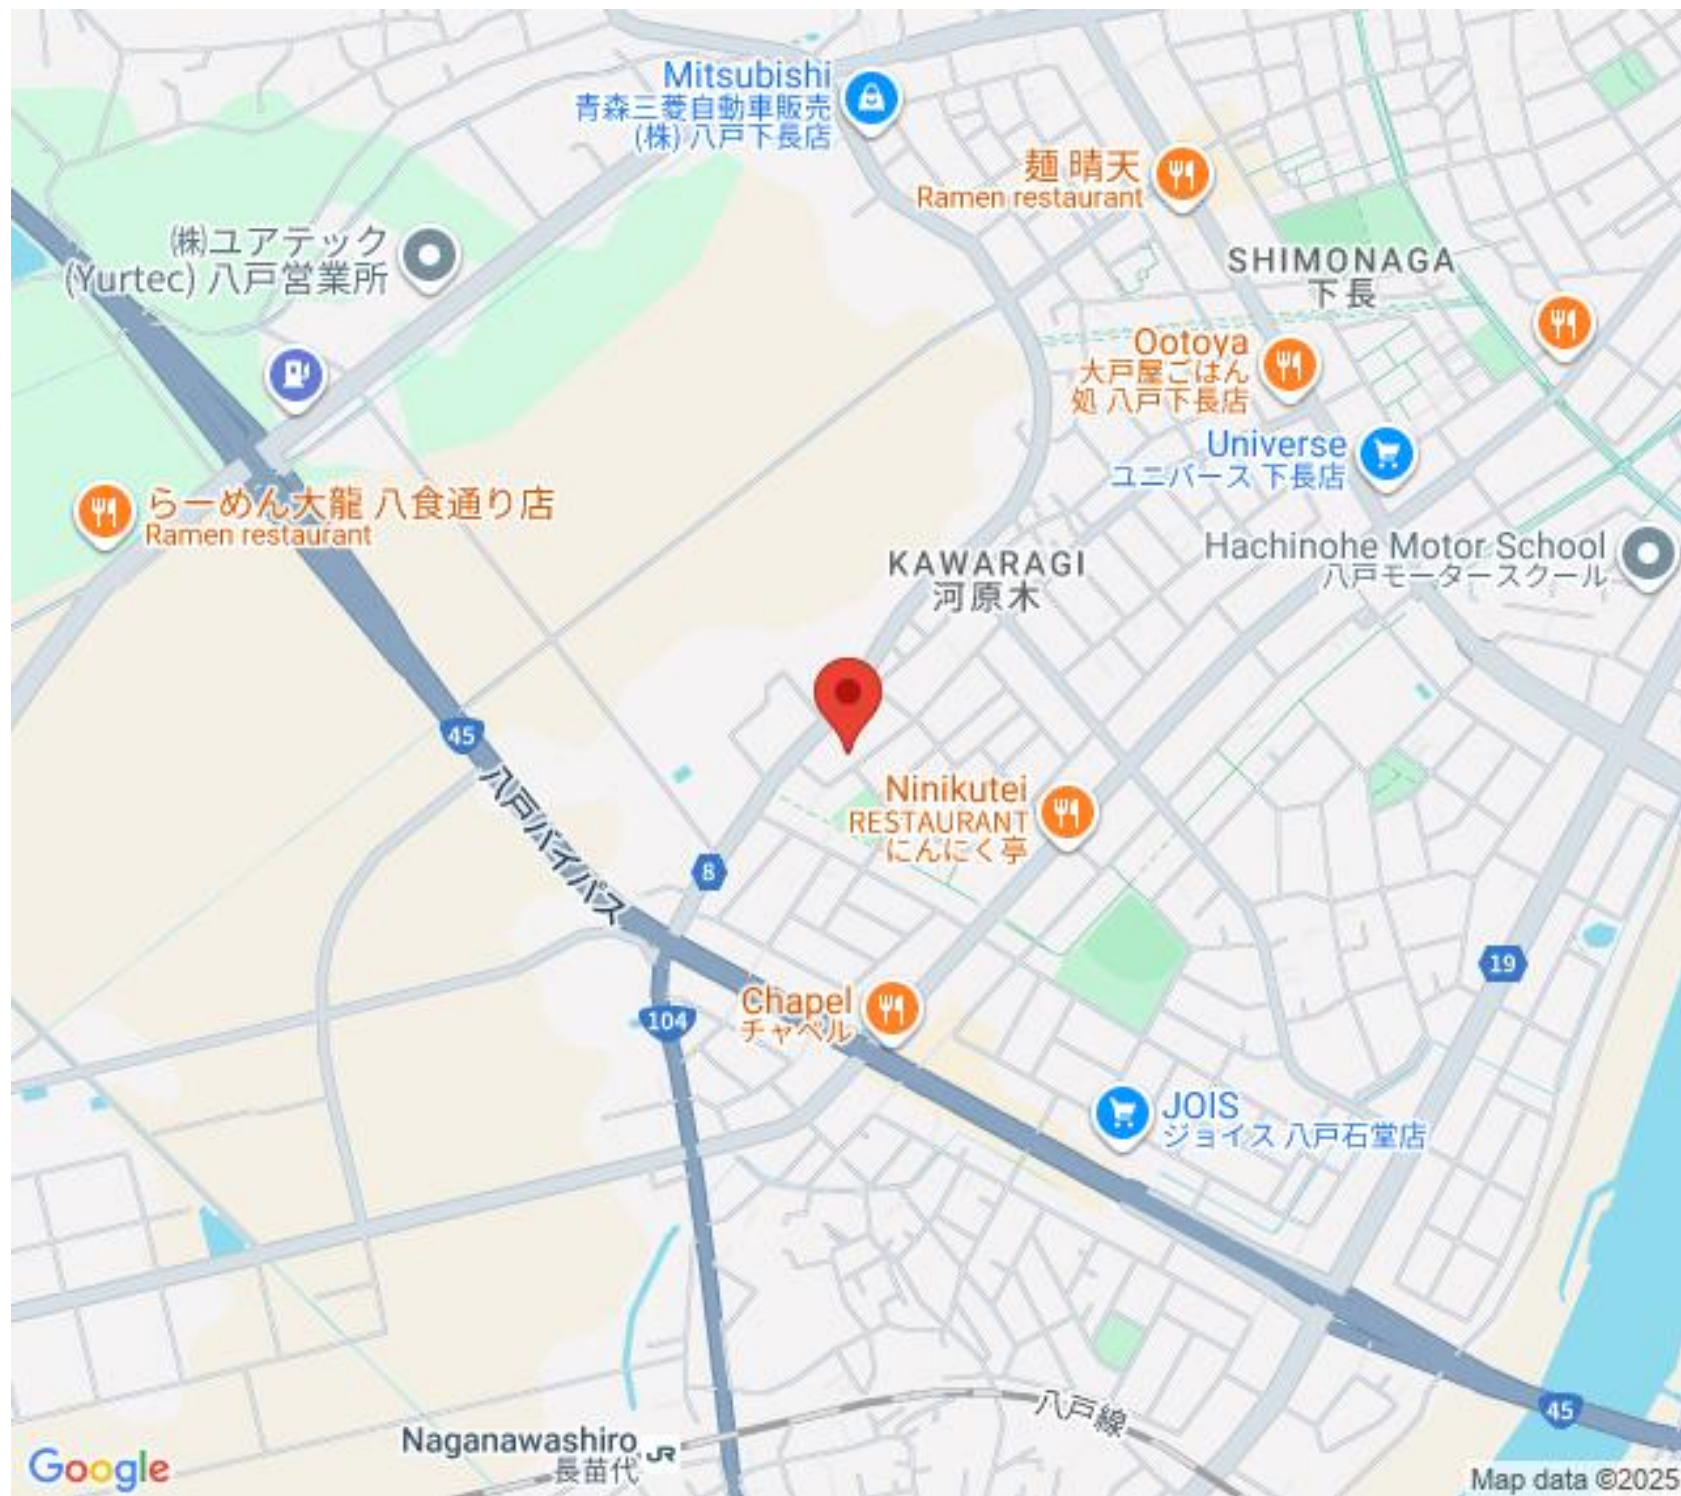 Mitsubishi
青森三菱自動車販売
(株) 八戸下長店
麺 晴天
Ramen restaurant
㈱ユアテック
(Yurtec) 八戸営業所
SHIMONAGA
下長
Ootoya
大戸屋ごはん
処 八戸下長店
Universe
ユニバース 下長店
らーめん大龍 八食通り店
Ramen restaurant
KAWARAGI
河原木
Hachinohe Motor School
八戸モータースクール
45
八戸バイパス
Ninikutei
RESTAURANT
にんにく亭
8
19
Chapel
チャペル
104
JOIS
ジョイス 八戸石堂店
八戸線
45
Naganawashiro
長苗代
JR
Google
Map data ©2025